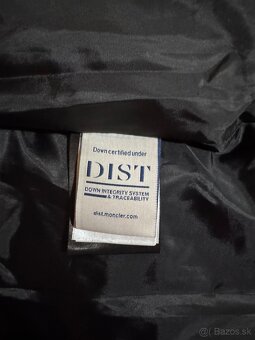 Down certified under
DIST
DOWN INTEGRITY SYSTEM
& TRACEABILITY
dist.moncler.com
Bazos.sk